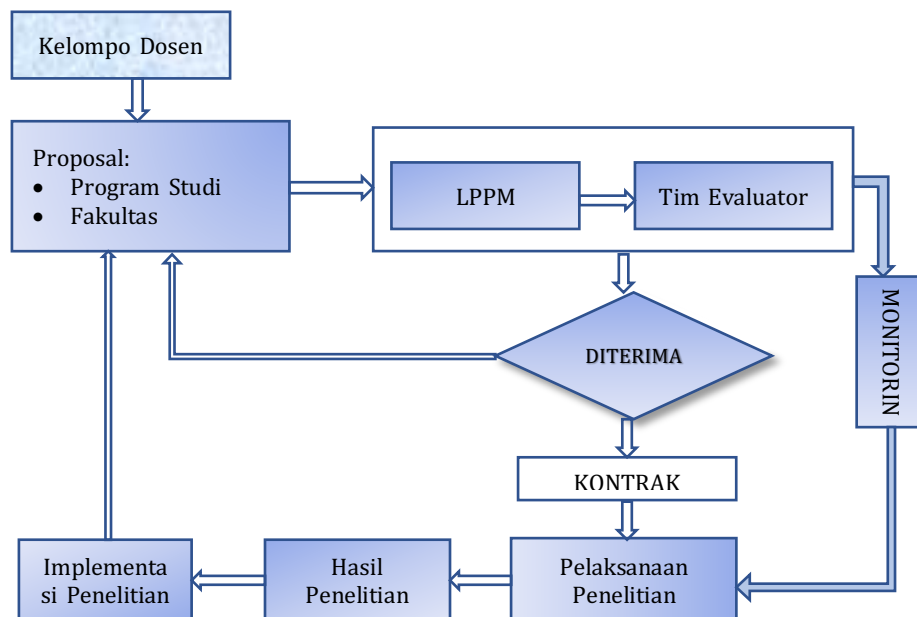 Kelompo Dosen
Proposal:
• Program Studi
• Fakultas
LPPM
Tim Evaluator
MONITORIN
DITERIMA
KONTRAK
Implementa
si Penelitian
Hasil
Penelitian
Pelaksanaan
Penelitian